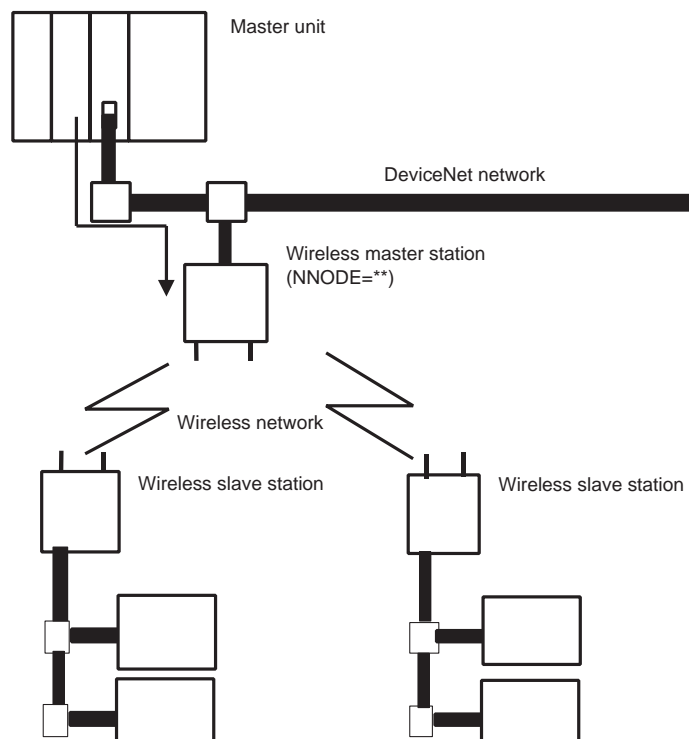 Master unit
DeviceNet network
Wireless master station
(NNODE=**)
Wireless network
Wireless slave station
Wireless slave station